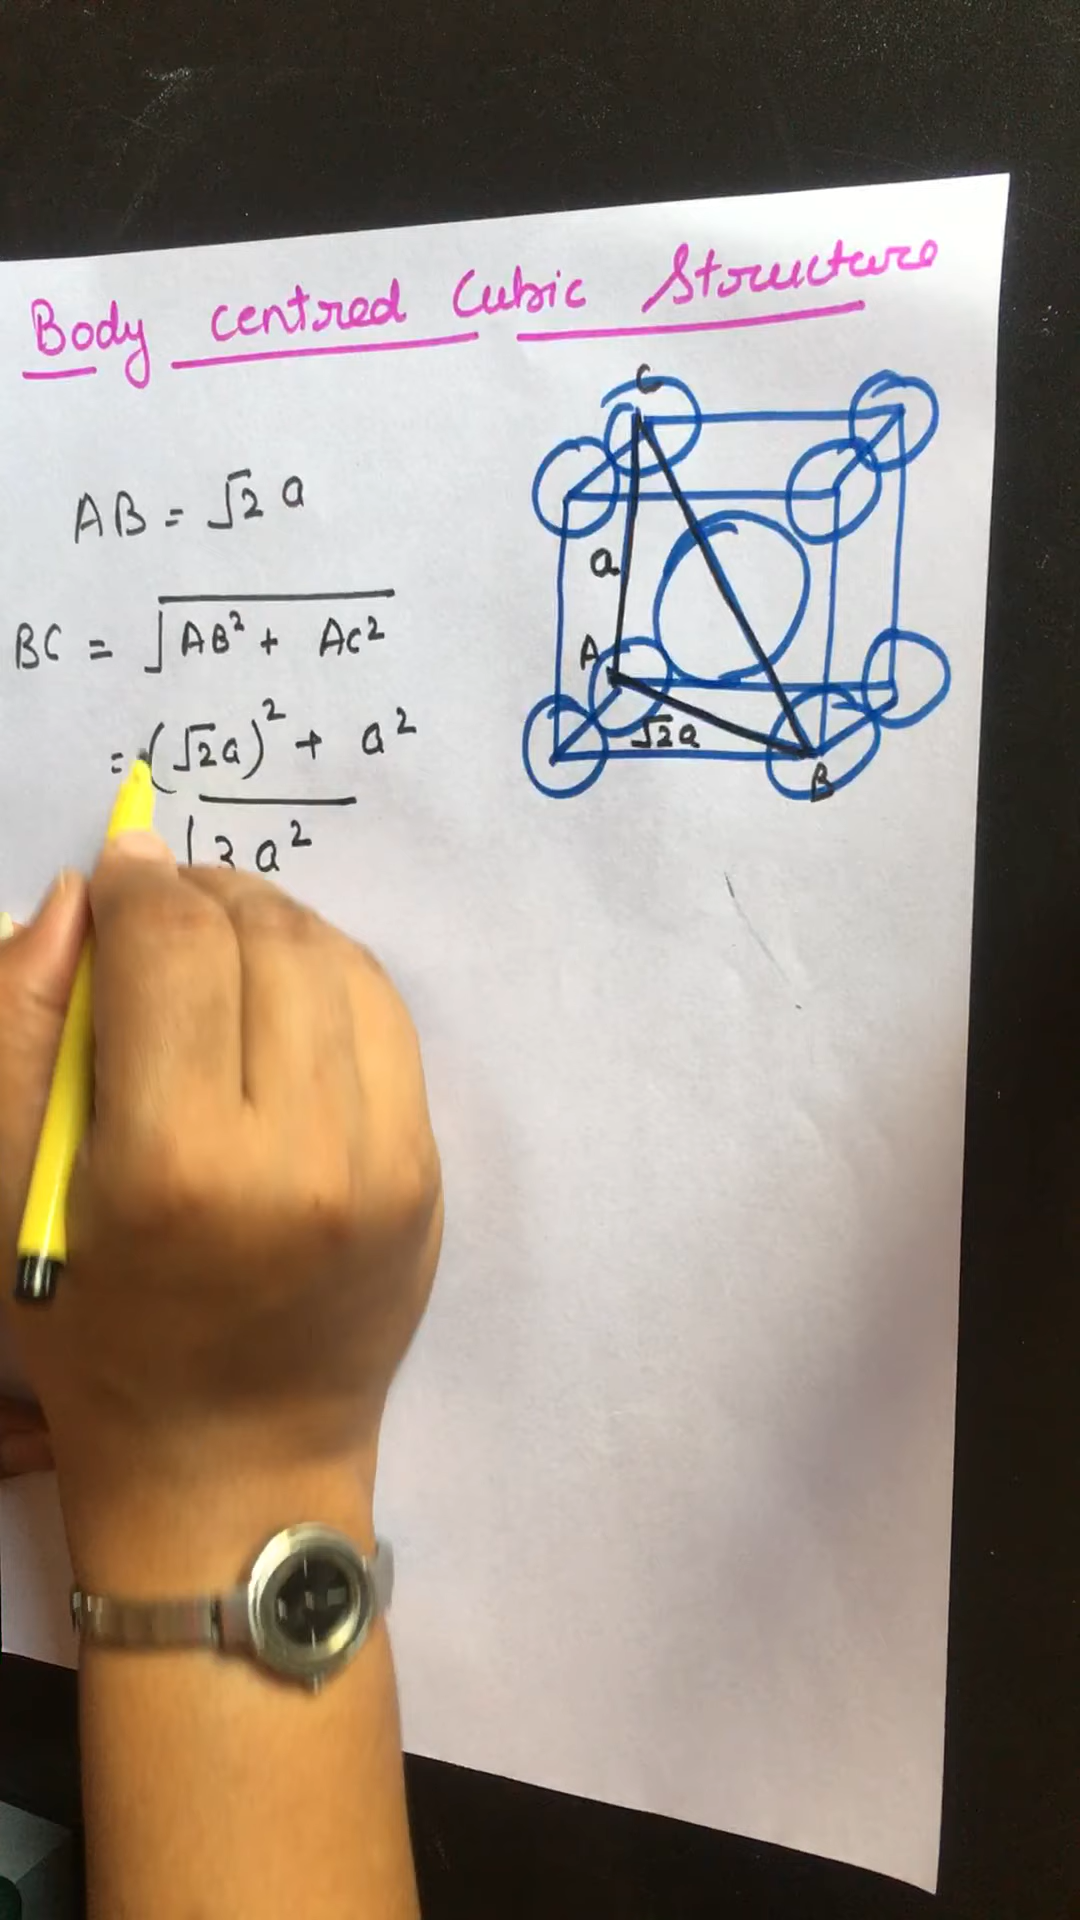 Body centred Cubic Structure
AB = √2 a
BC = √AB² + AC²
= (√2a)² + a²
√3a²
C
a
A
√2a
B